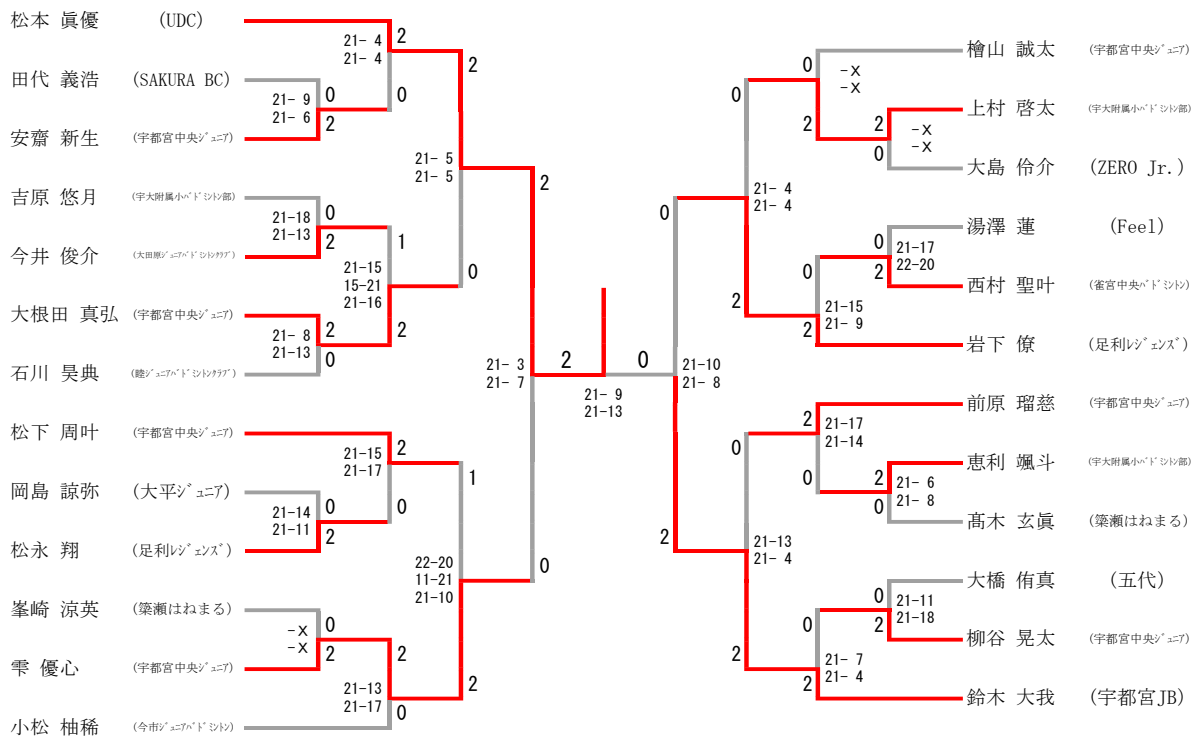 松本 眞優 (UDC)
田代 義浩 (SAKURA BC)
安齋 新生 (宇都宮中央ｼﾞｭﾆｱ)
吉原 悠月 (宇大附属小ﾊﾞﾄﾞﾐﾝﾄﾝ部)
今井 俊介 (大田原ｼﾞｭﾆｱﾊﾞﾄﾞﾐﾝﾄﾝｸﾗﾌﾞ)
大根田 真弘 (宇都宮中央ｼﾞｭﾆｱ)
石川 昊典 (睦ｼﾞｭﾆｱﾊﾞﾄﾞﾐﾝﾄﾝｸﾗﾌﾞ)
松下 周叶 (宇都宮中央ｼﾞｭﾆｱ)
岡島 諒弥 (大平ｼﾞｭﾆｱ)
松永 翔 (足利ﾚｼﾞｪﾝｽﾞ)
峯崎 涼英 (簗瀬はねまる)
雫 優心 (宇都宮中央ｼﾞｭﾆｱ)
小松 柚稀 (今市ｼﾞｭﾆｱﾊﾞﾄﾞﾐﾝﾄﾝ)
21- 9
21- 6
0
2
21-18
21-13
0
2
21- 8
21-13
2
0
21-14
21-11
0
2
-X
-X
0
2
21- 4
21- 4
2
0
21-15
15-21
21-16
1
2
21-15
21-17
2
0
21-13
21-17
2
0
21- 5
21- 5
2
0
22-20
11-21
21-10
1
2
21- 3
21- 7
2
0
2
0
21- 9
21-13
0
2
21-10
21- 8
0
2
21- 4
21- 4
0
2
21-13
21- 4
0
2
-X
-X
0
2
21-15
21- 9
2
0
21-17
21-14
0
2
21- 7
21- 4
2
0
-X
-X
0
2
21-17
22-20
2
0
21- 6
21- 8
0
2
21-11
21-18
檜山 誠太 (宇都宮中央ｼﾞｭﾆｱ)
上村 啓太 (宇大附属小ﾊﾞﾄﾞﾐﾝﾄﾝ部)
大島 伶介 (ZERO Jr.)
湯澤 蓮 (Feel)
西村 聖叶 (雀宮中央ﾊﾞﾄﾞﾐﾝﾄﾝ)
岩下 僚 (足利ﾚｼﾞｪﾝｽﾞ)
前原 瑠慈 (宇都宮中央ｼﾞｭﾆｱ)
恵利 颯斗 (宇大附属小ﾊﾞﾄﾞﾐﾝﾄﾝ部)
髙木 玄眞 (簗瀬はねまる)
大橋 侑真 (五代)
柳谷 晃太 (宇都宮中央ｼﾞｭﾆｱ)
鈴木 大我 (宇都宮JB)